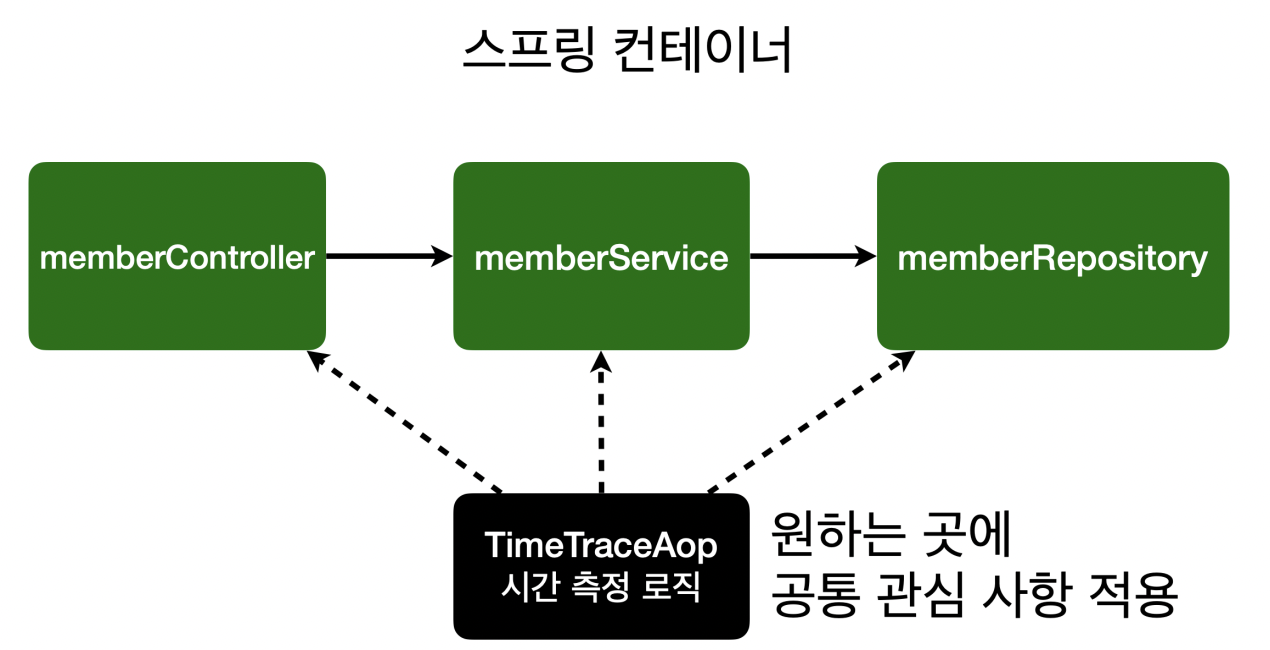 스프링 컨테이너
memberController
memberService
memberRepository
TimeTraceAop
시간 측정 로직
원하는 곳에
공통 관심 사항 적용